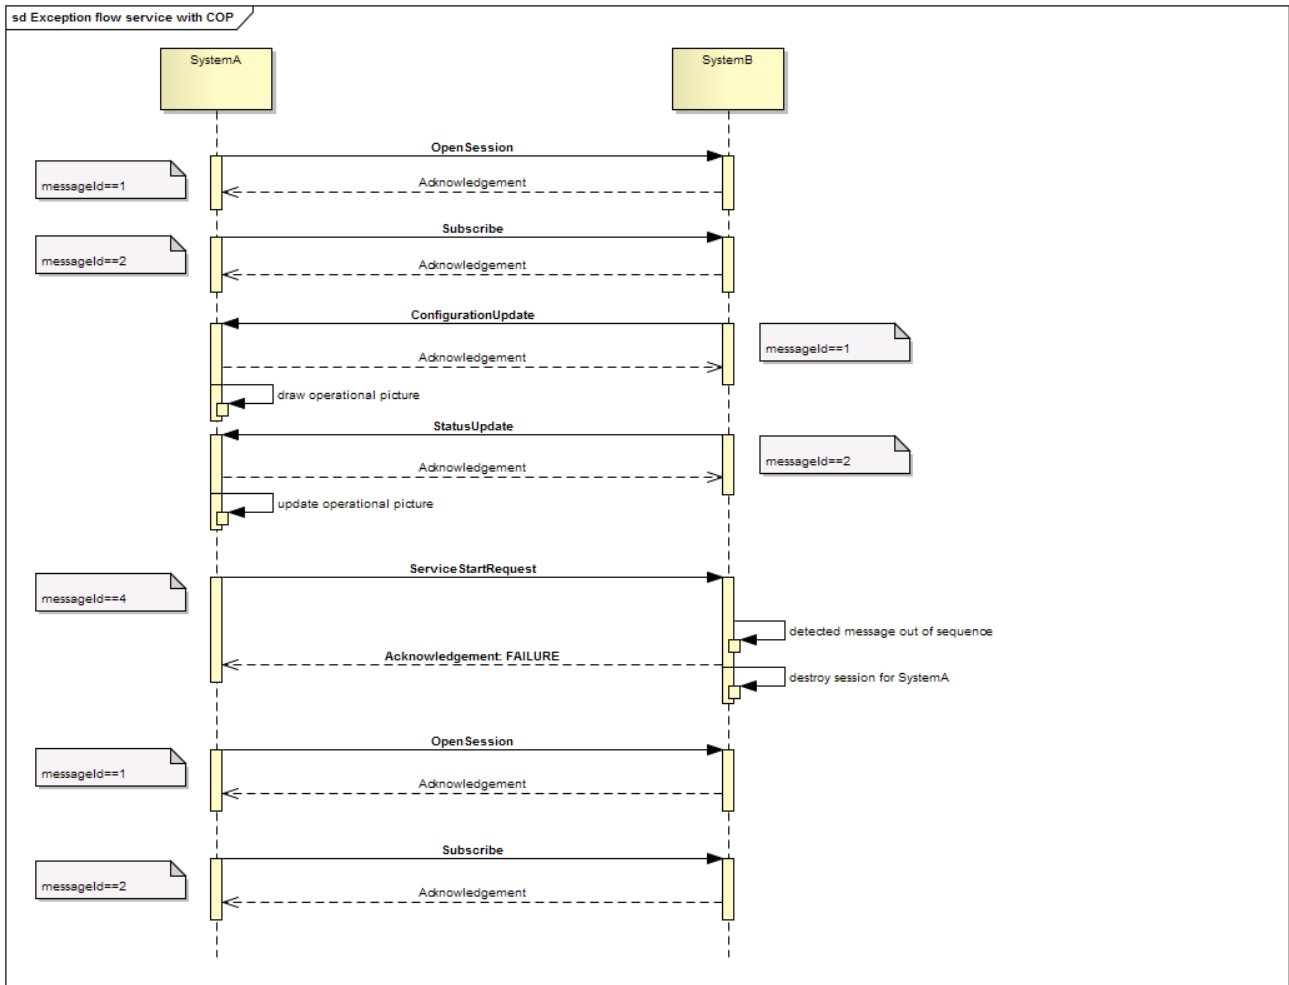 sd Exception flow service with COP
SystemA
SystemB
OpenSession
messageId==1
Acknowledgement
Subscribe
messageId==2
Acknowledgement
ConfigurationUpdate
messageId==1
Acknowledgement
draw operational picture
StatusUpdate
messageId==2
Acknowledgement
update operational picture
ServiceStartRequest
messageId==4
detected message out of sequence
Acknowledgement: FAILURE
destroy session for SystemA
OpenSession
messageId==1
Acknowledgement
Subscribe
messageId==2
Acknowledgement